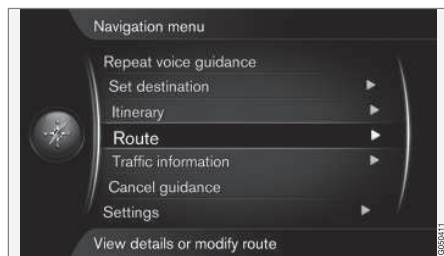 Navigation menu
Repeat voice guidance
Set destination
Itinerary
Route
Traffic information
Cancel guidance
Settings
View details or modify route
G050411